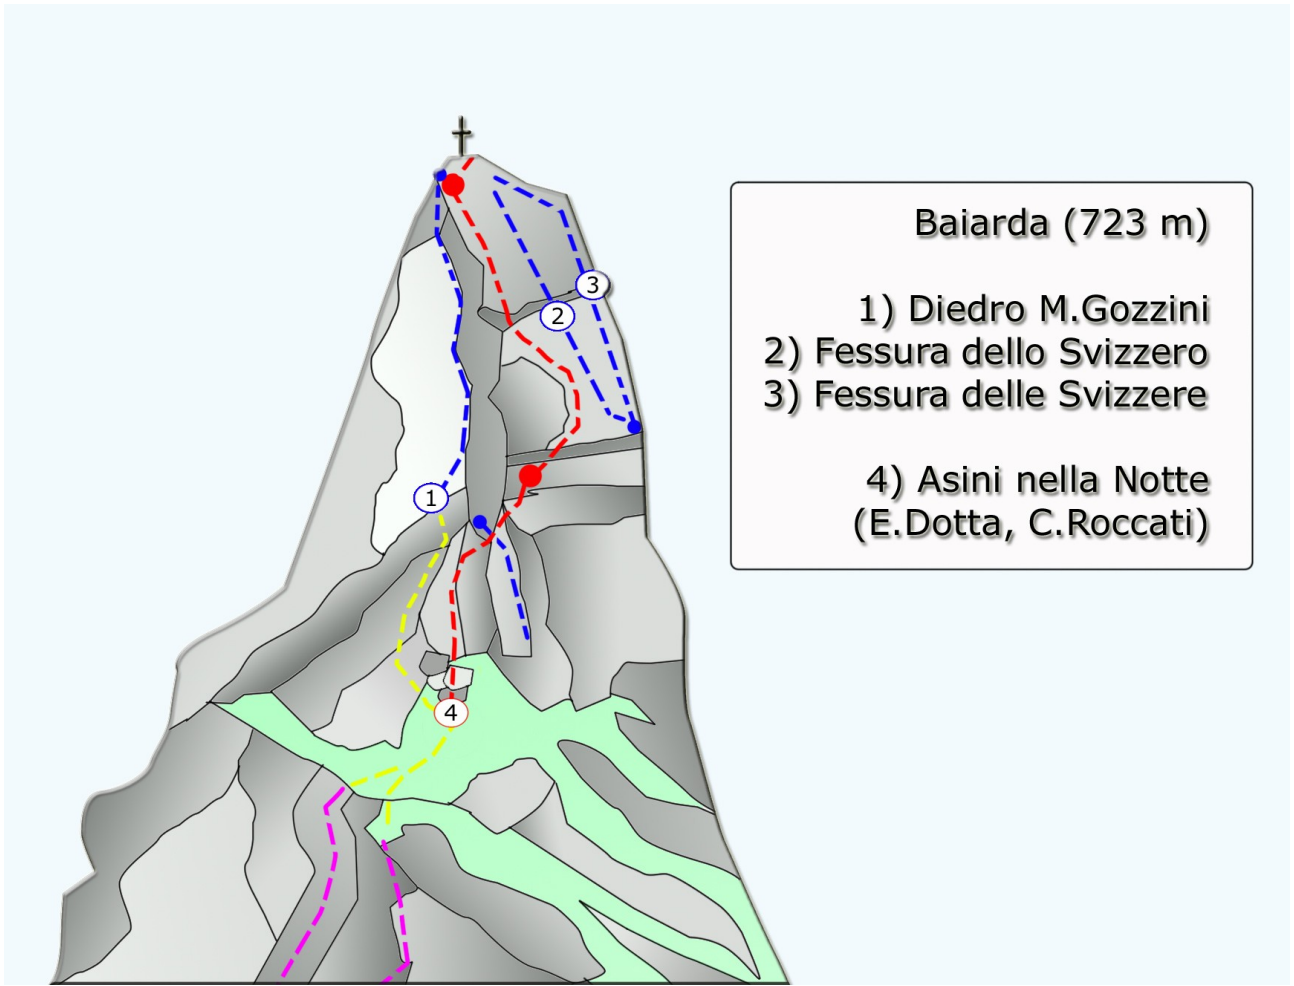 Baiarda (723 m)
1) Diedro M.Gozzini
2) Fessura dello Svizzero
3) Fessura delle Svizzere
4) Asini nella Notte
(E.Dotta, C.Roccati)
3
2
1
4